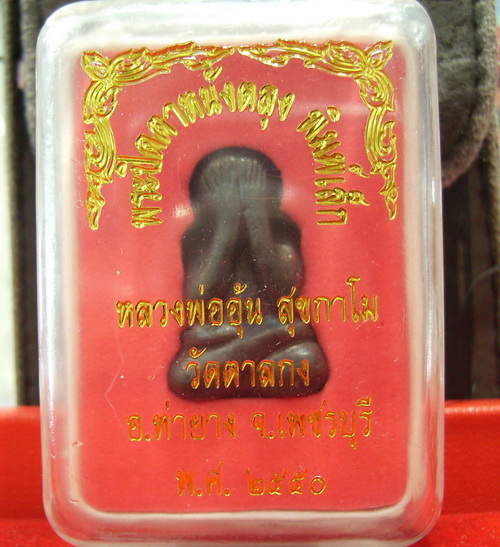 พระปิดตาหนังตลุง พิมพ์เล็ก
หลวงพ่ออุ้น สุขกาโม
วัดตาลกง
อ.ท่ายาง จ.เพชรบุรี
พ.ศ. ๒๕๕๐